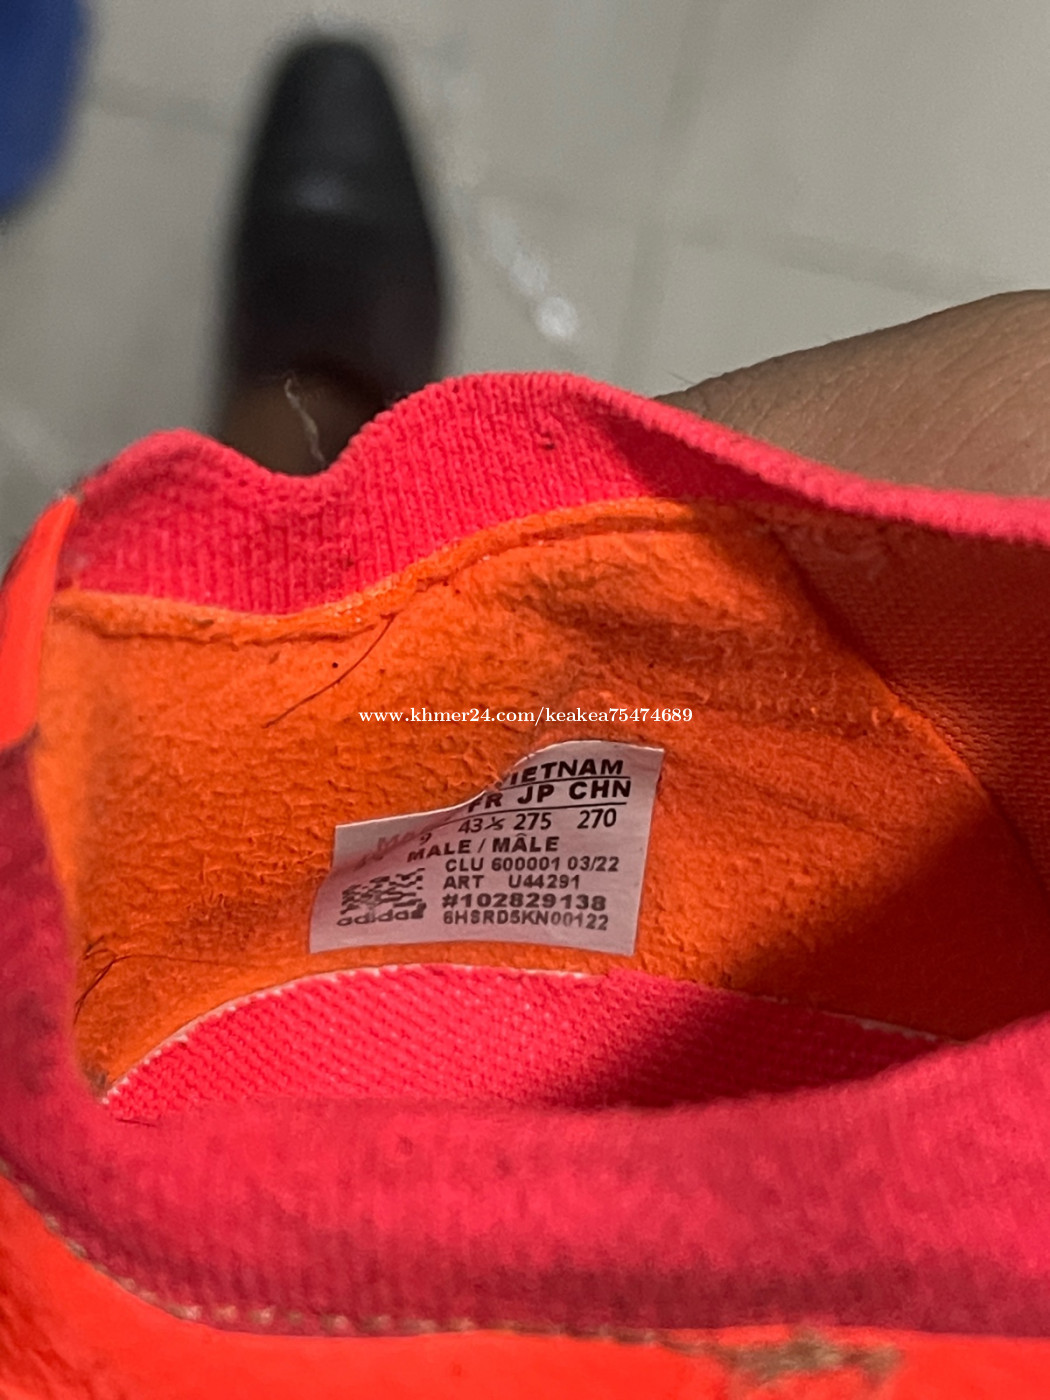 www.khmer24.com/keakea75474689
VIETNAM
FR JP CHN
9 43⅓ 275 270
MALE / MÂLE
CLU 600001 03/22
ART U44291
#102829138
adidas 6HSRD5KN00122